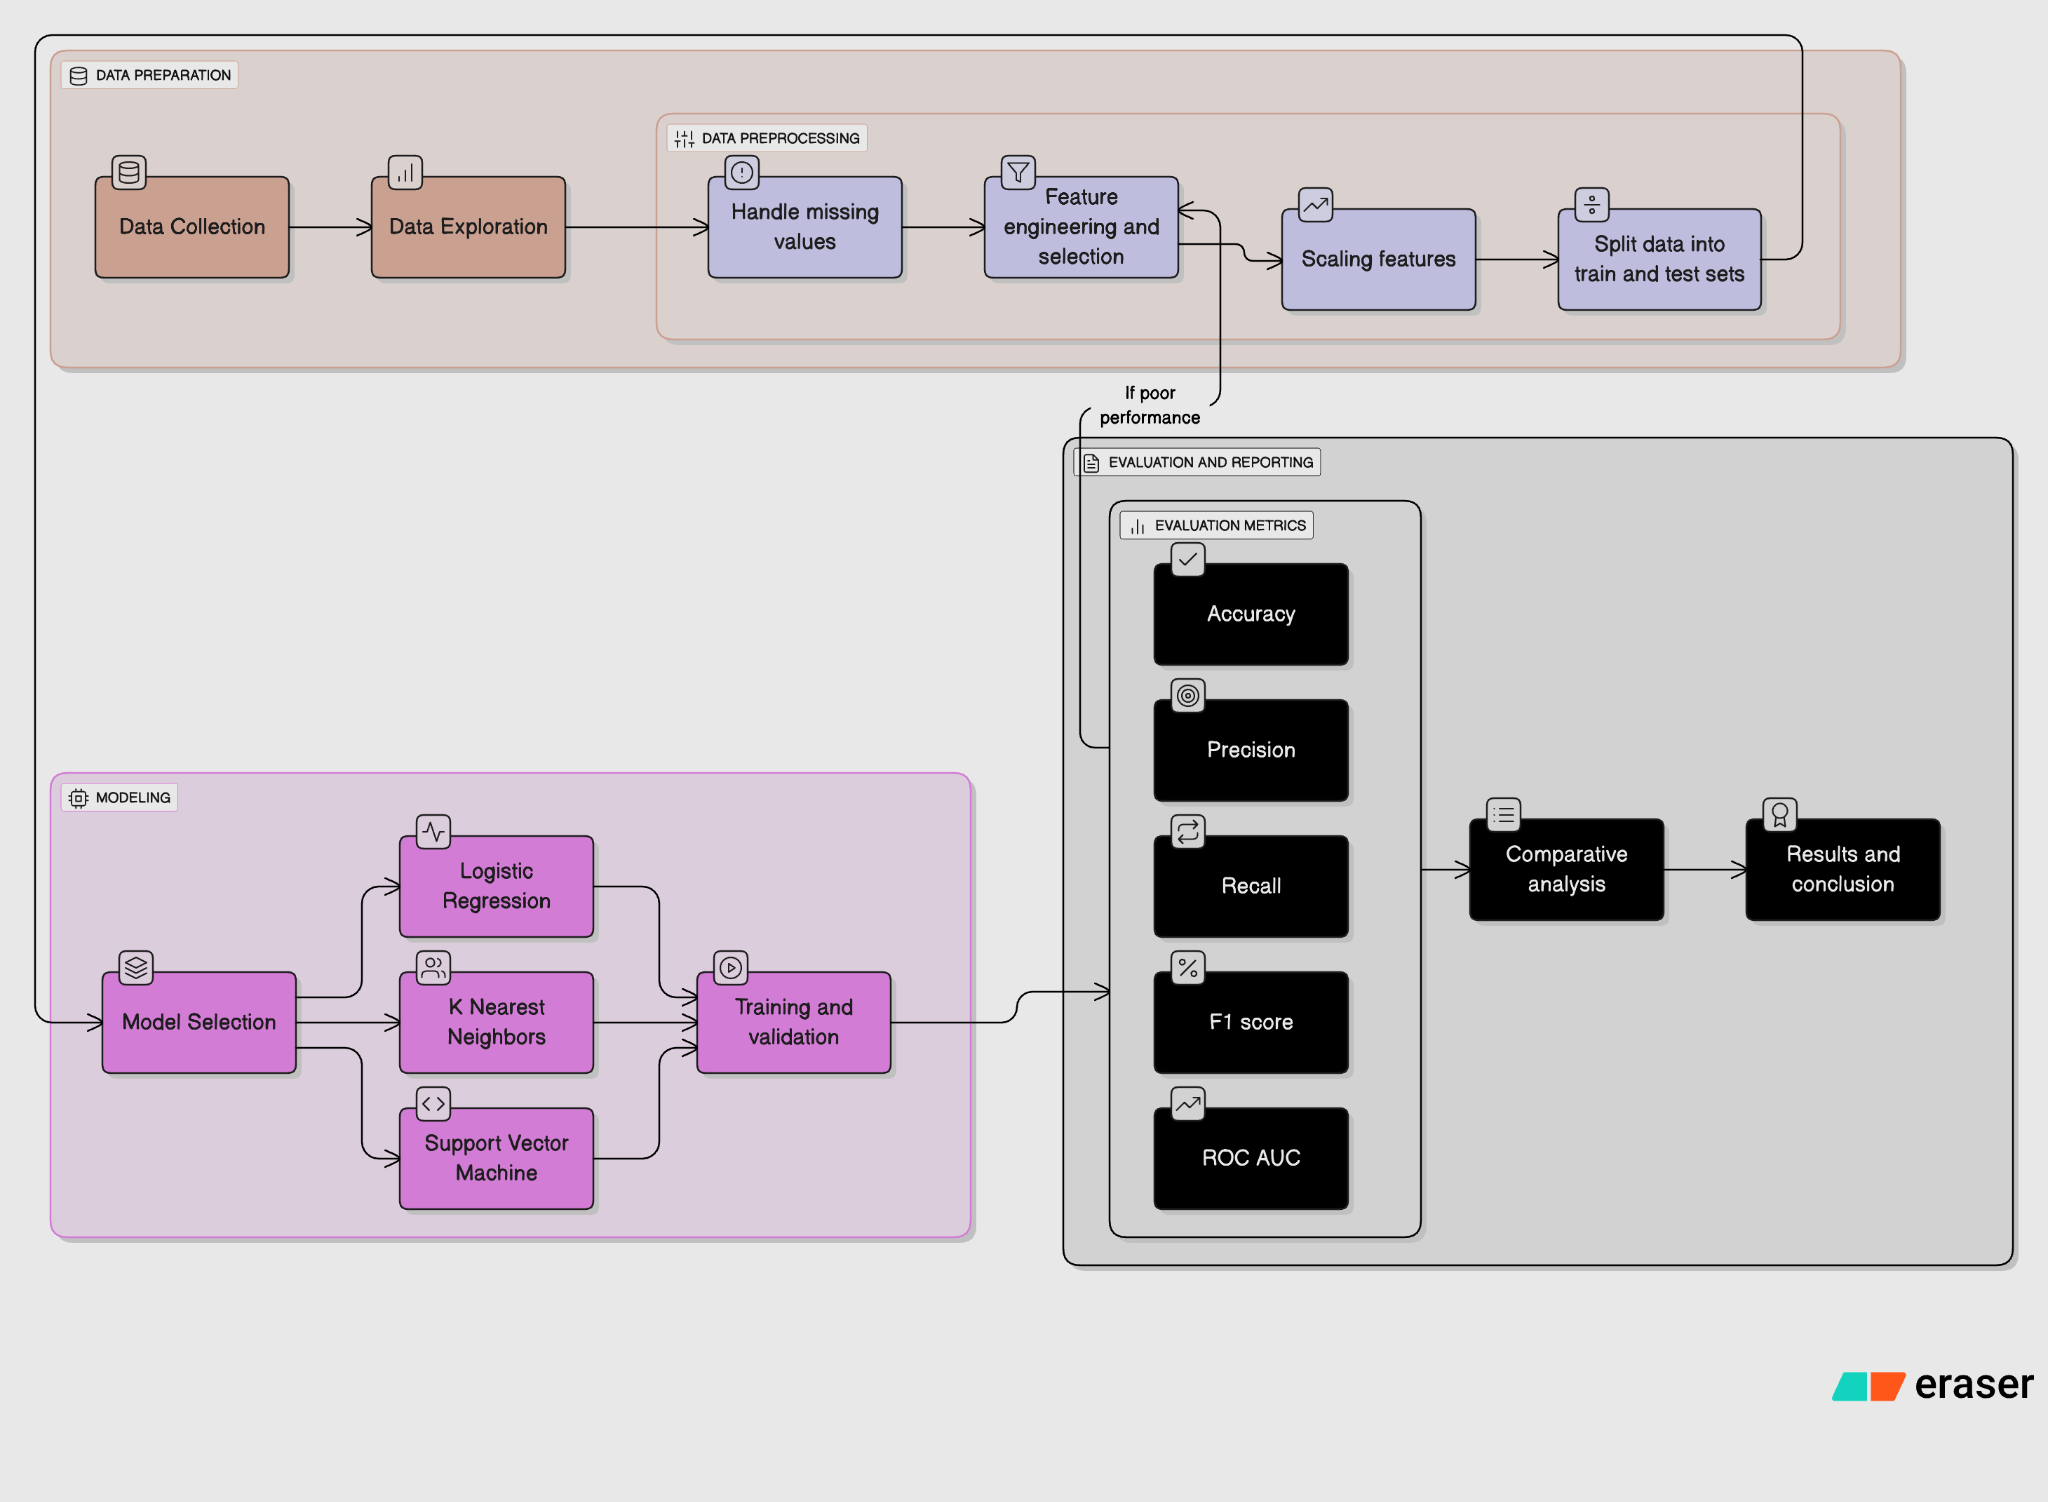 DATA PREPARATION
DATA PREPROCESSING
Data Collection
Data Exploration
Handle missing
values
Feature
engineering and
selection
Scaling features
Split data into
train and test sets
If poor
performance
EVALUATION AND REPORTING
EVALUATION METRICS
Accuracy
Precision
Recall
F1 score
ROC AUC
Comparative
analysis
Results and
conclusion
MODELING
Model Selection
Logistic
Regression
K Nearest
Neighbors
Support Vector
Machine
Training and
validation
eraser